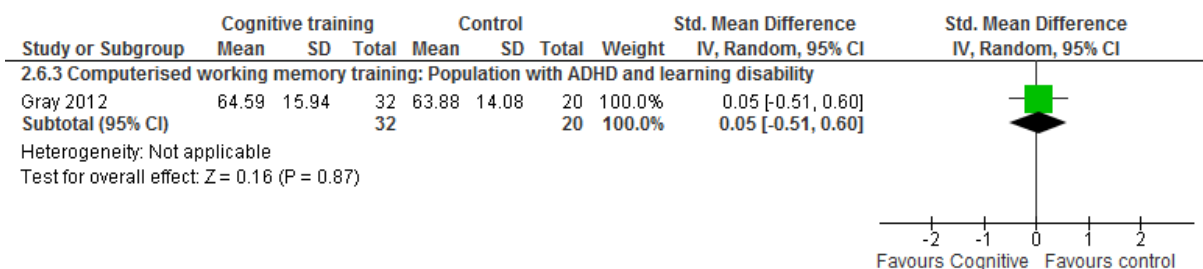 Cognitive training Control Std. Mean Difference Std. Mean Difference
Study or Subgroup Mean SD Total Mean SD Total Weight IV, Random, 95% CI IV, Random, 95% CI
2.6.3 Computerised working memory training: Population with ADHD and learning disability
Gray 2012 64.59 15.94 32 63.88 14.08 20 100.0% 0.05 [-0.51, 0.60]
Subtotal (95% CI) 32 20 100.0% 0.05 [-0.51, 0.60]
Heterogeneity: Not applicable
Test for overall effect: Z = 0.16 (P = 0.87)
-2 -1 0 1 2
Favours Cognitive Favours control